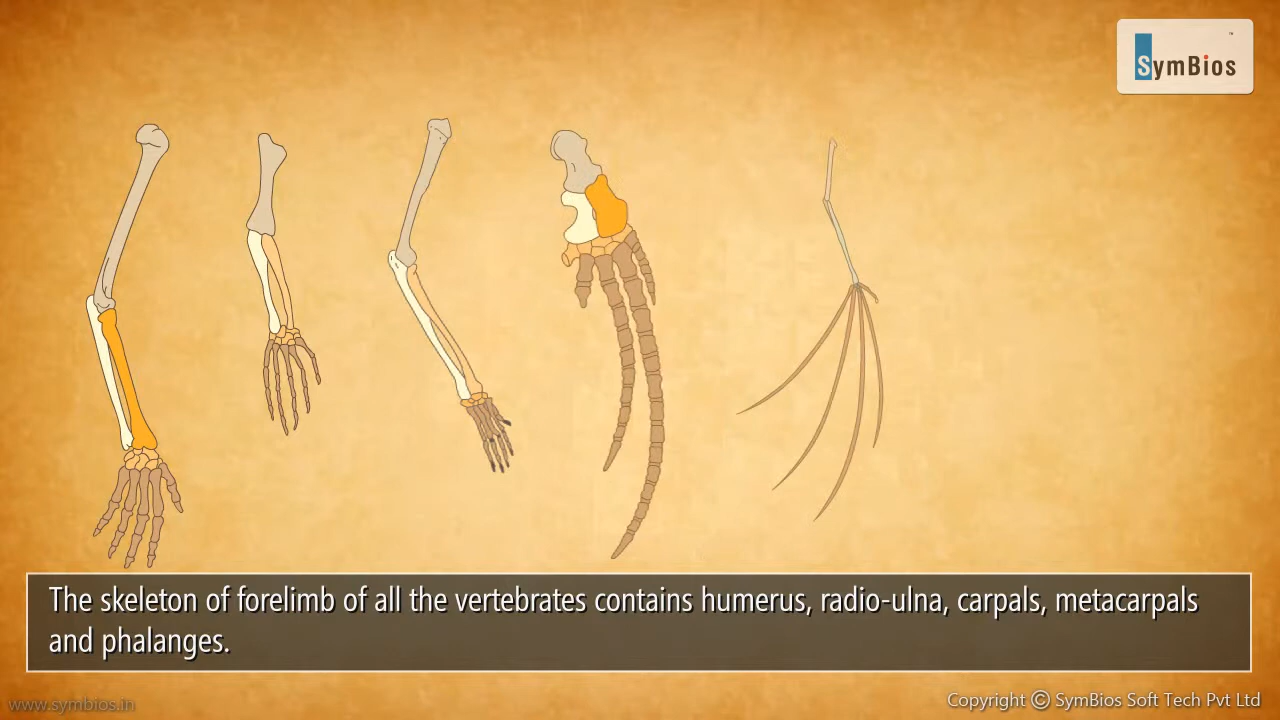 SymBios
™
The skeleton of forelimb of all the vertebrates contains humerus, radio-ulna, carpals, metacarpals
and phalanges.
www.symbios.in
Copyright © SymBios Soft Tech Pvt Ltd